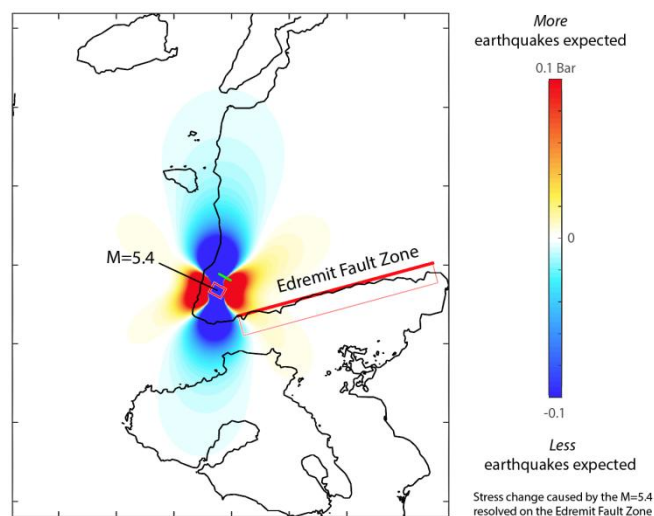 More
earthquakes expected
0.1 Bar
M=5.4
Edremit Fault Zone
0
-0.1
Less
earthquakes expected
Stress change caused by the M=5.4
resolved on the Edremit Fault Zone